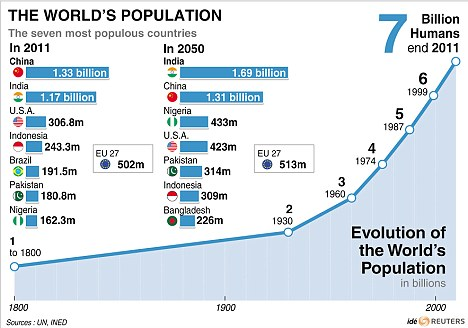 THE WORLD'S POPULATION
The seven most populous countries
In 2011
China
1.33 billion
India
1.17 billion
U.S.A.
306.8m
Indonesia
243.3m
Brazil
191.5m
Pakistan
180.8m
Nigeria
162.3m
EU 27
502m
In 2050
India
1.69 billion
China
1.31 billion
Nigeria
433m
U.S.A.
423m
Pakistan
314m
Indonesia
309m
Bangladesh
226m
EU 27
513m
7 Billion
Humans
end 2011
6
1999
5
1987
4
1974
3
1960
2
1930
1
to 1800
Evolution of
the World's
Population
in billions
1800
1900
2000
Sources : UN, INED
idé REUTERS